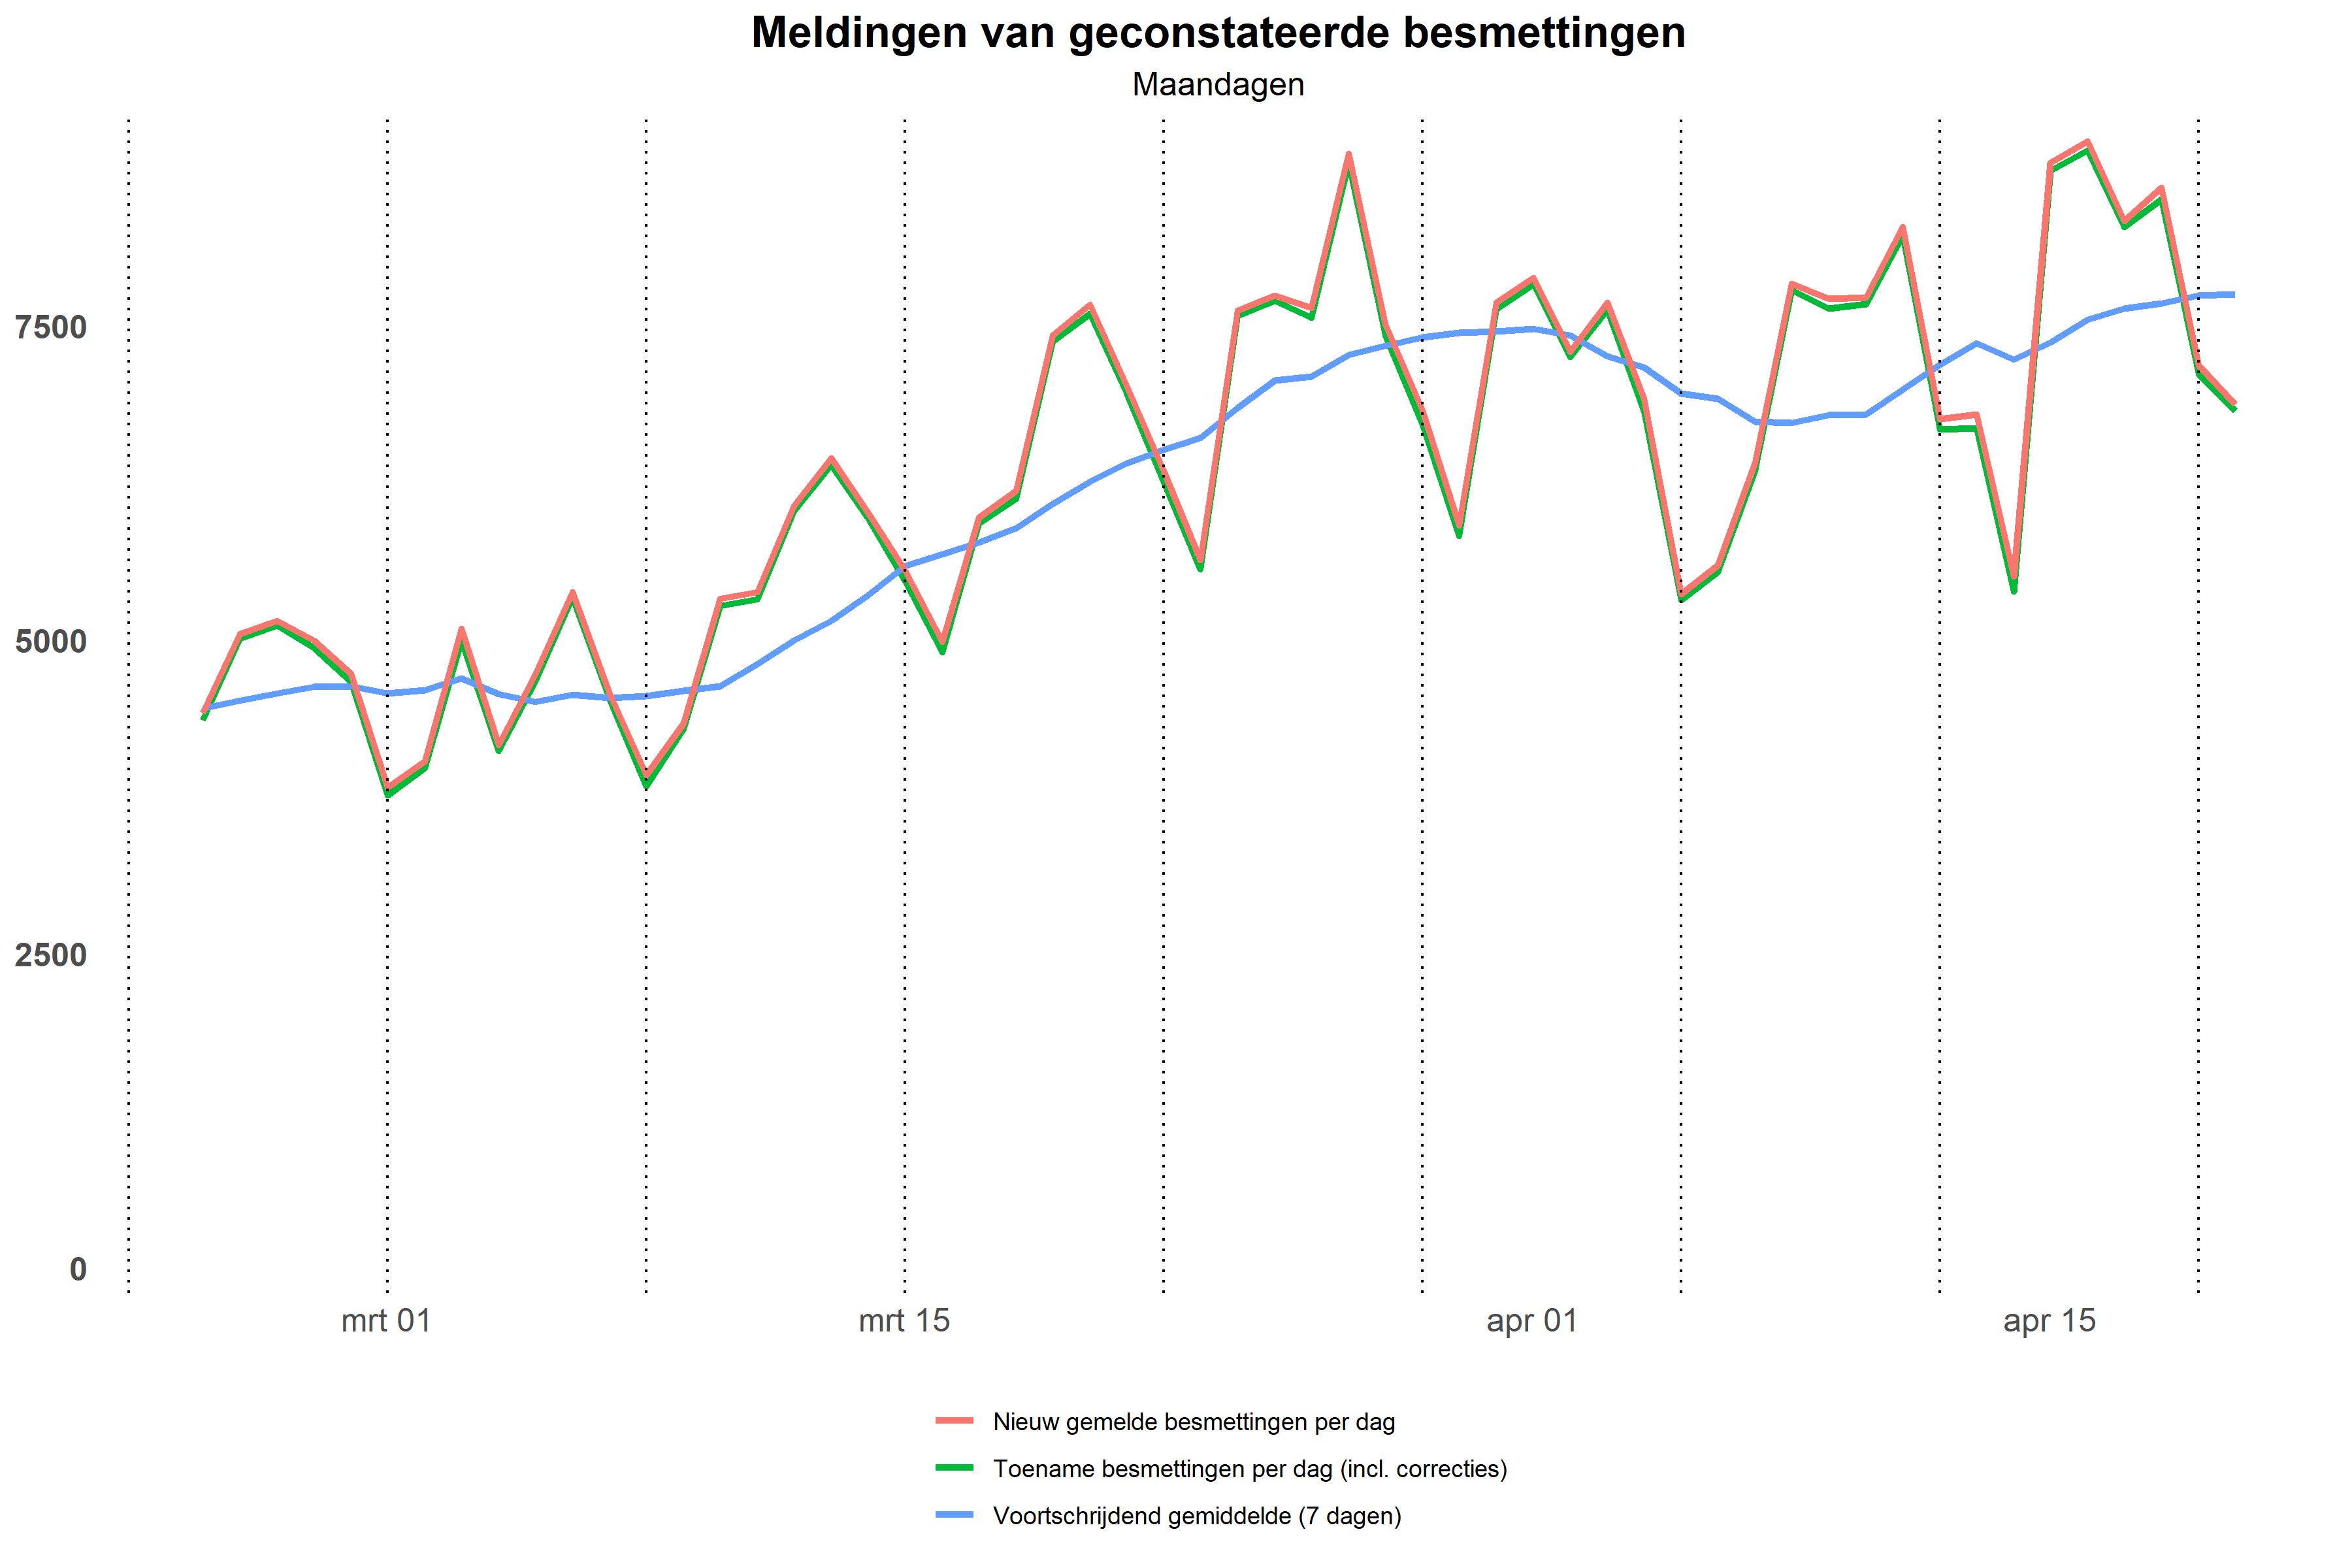 Meldingen van geconstateerde besmettingen
Maandagen
7500
5000
2500
0
mrt 01
mrt 15
apr 01
apr 15
Nieuw gemelde besmettingen per dag
Toename besmettingen per dag (incl. correcties)
Voortschrijdend gemiddelde (7 dagen)